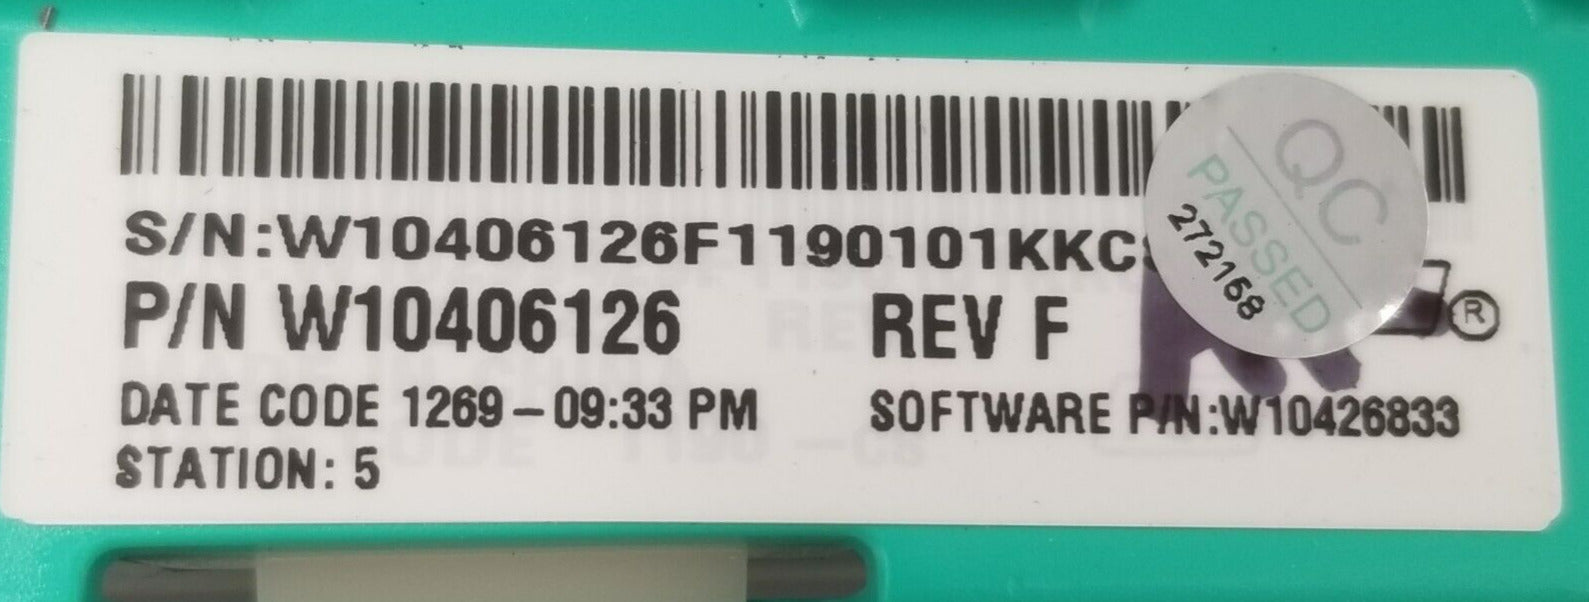 S/N:W10406126F1190101KKC
P/N W10406126 REV F
®
DATE CODE 1269 – 09:33 PM SOFTWARE P/N:W10426833
STATION: 5
QC
PASSED
272168